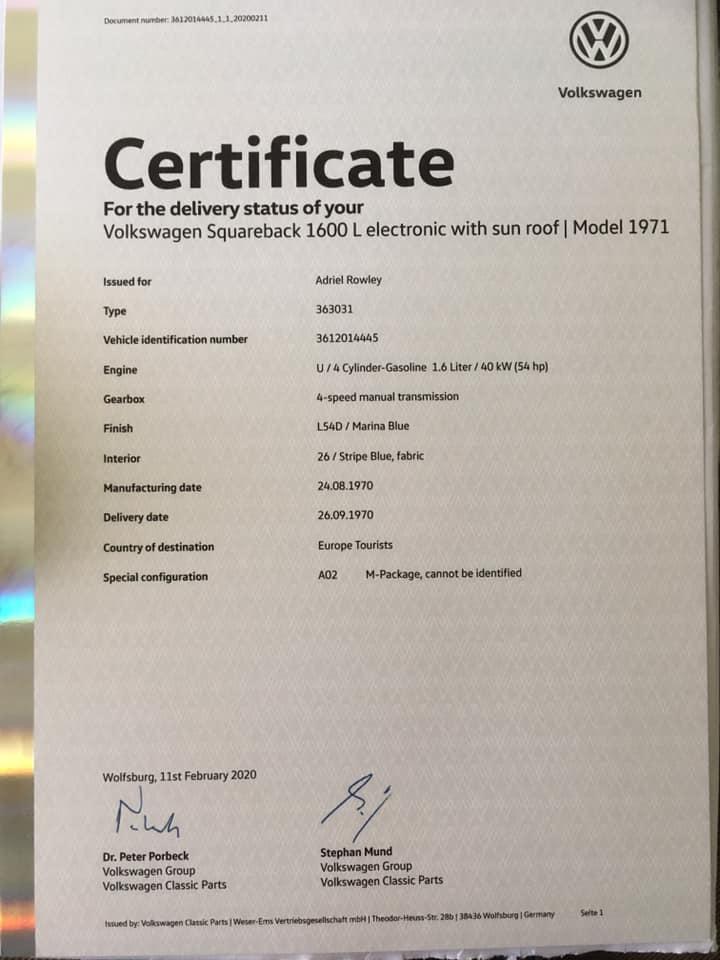 Document number: 3612014445_1_1_20200211
Volkswagen
Certificate
For the delivery status of your
Volkswagen Squareback 1600 L electronic with sun roof | Model 1971
Issued for Adriel Rowley
Type 363031
Vehicle identification number 3612014445
Engine U / 4 Cylinder-Gasoline 1.6 Liter / 40 kW (54 hp)
Gearbox 4-speed manual transmission
Finish L54D / Marina Blue
Interior 26 / Stripe Blue, fabric
Manufacturing date 24.08.1970
Delivery date 26.09.1970
Country of destination Europe Tourists
Special configuration A02 M-Package, cannot be identified
Wolfsburg, 11st February 2020
Dr. Peter Porbeck Stephan Mund
Volkswagen Group Volkswagen Group
Volkswagen Classic Parts Volkswagen Classic Parts
Issued by: Volkswagen Classic Parts | Weser-Ems Vertriebsgesellschaft mbH | Theodor-Heuss-Str. 28b | 38436 Wolfsburg | Germany Seite 1